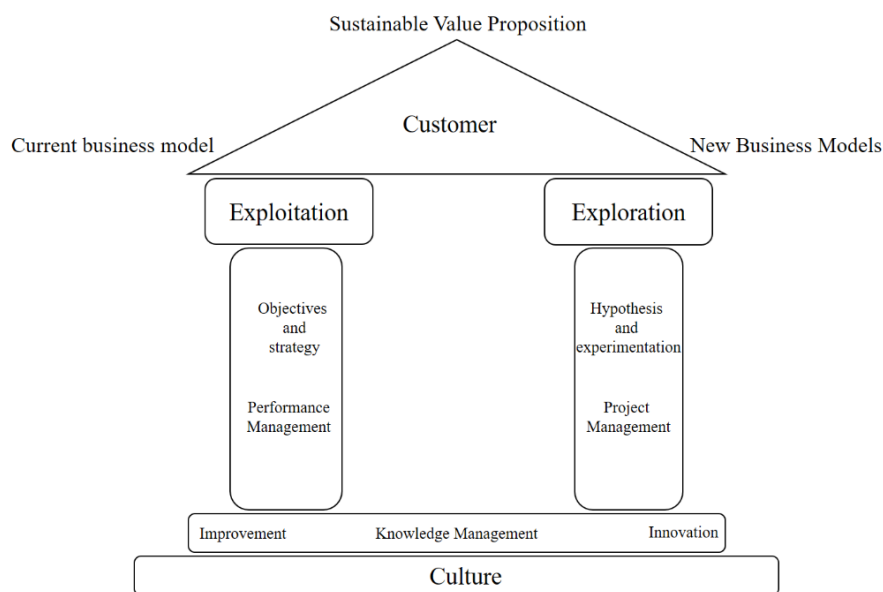 Sustainable Value Proposition
Customer
Current business model
New Business Models
Exploitation
Exploration
Objectives
and
strategy
Performance
Management
Hypothesis
and
experimentation
Project
Management
Improvement
Knowledge Management
Innovation
Culture